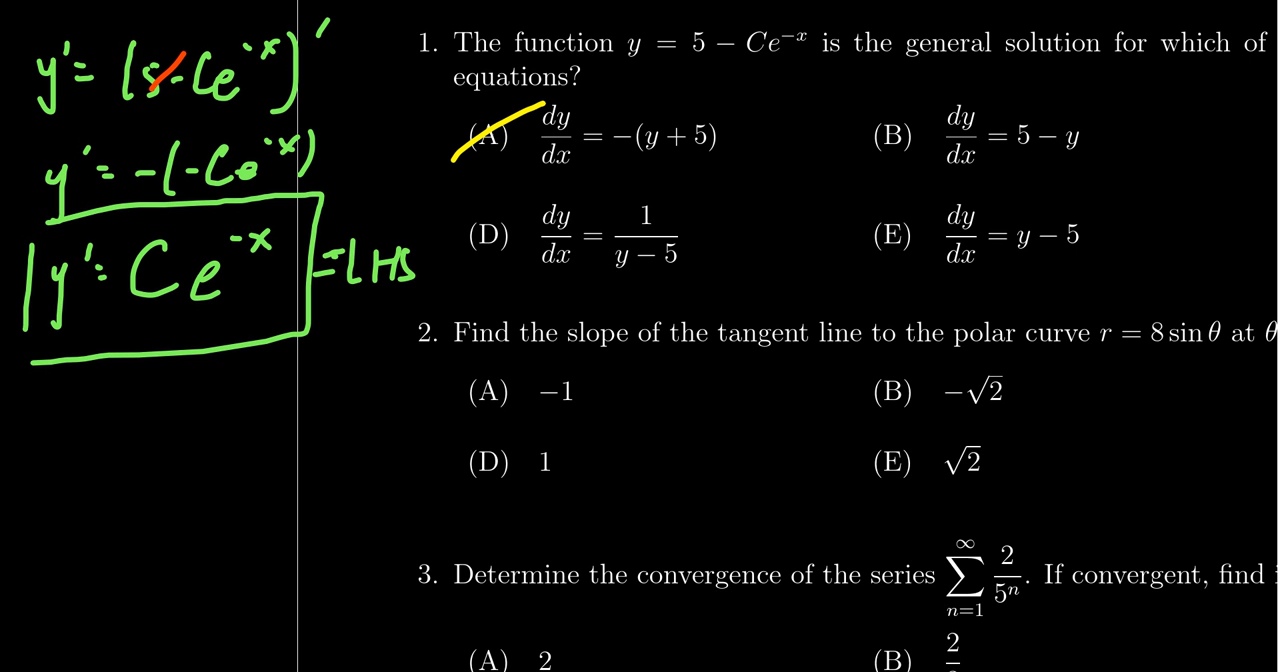 y' = (5 - Ce^{-x})'
y' = -(-Ce^{-x})
y' = Ce^{-x} = LHS
1. The function y = 5 − Ce^{−x} is the general solution for which of
equations?
(A) dy/dx = −(y + 5) (B) dy/dx = 5 − y
(D) dy/dx = 1/(y − 5) (E) dy/dx = y − 5
2. Find the slope of the tangent line to the polar curve r = 8 sin θ at θ
(A) −1 (B) −√2
(D) 1 (E) √2
3. Determine the convergence of the series ∑_{n=1}^{∞} 2/5^n. If convergent, find
(A) 2 (B) 2